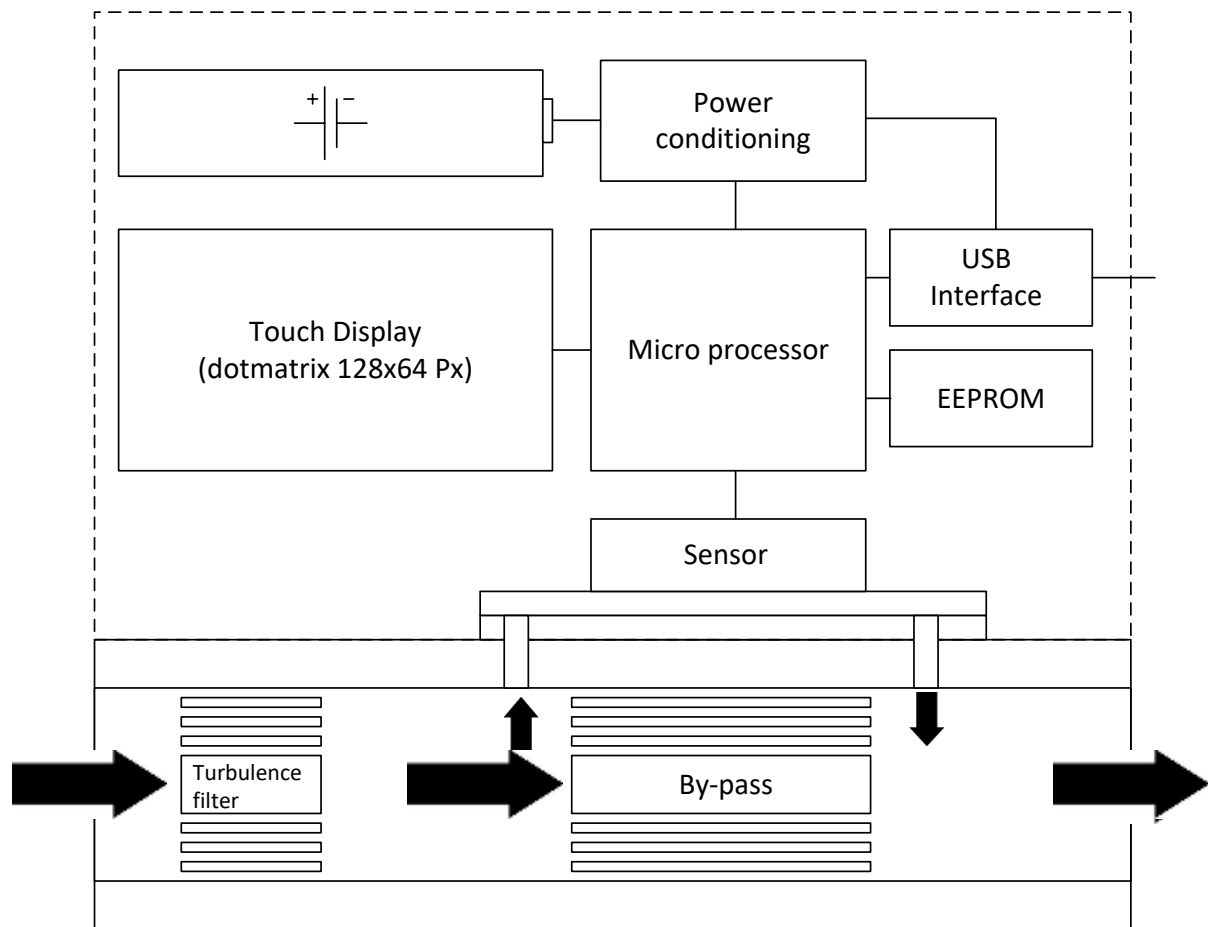 + −
Power
conditioning
Touch Display
(dotmatrix 128x64 Px)
Micro processor
USB
Interface
EEPROM
Sensor
Turbulence
filter
By-pass